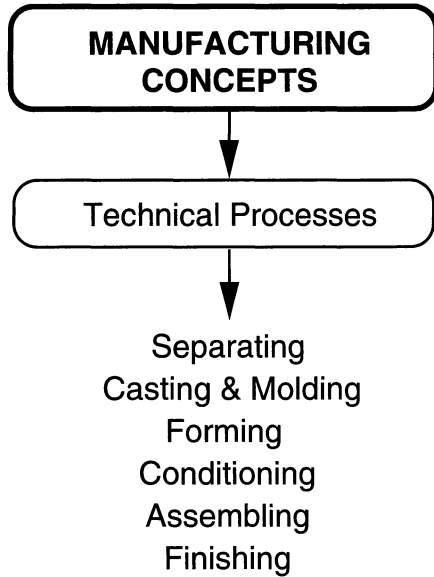 MANUFACTURING
CONCEPTS
Technical Processes
Separating
Casting & Molding
Forming
Conditioning
Assembling
Finishing